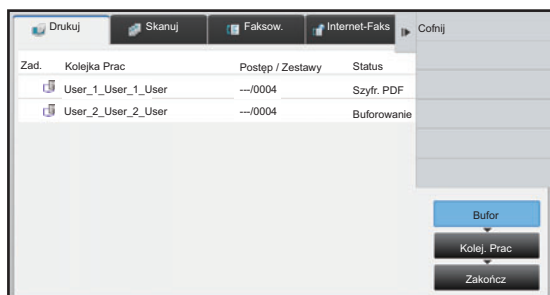 Drukuj Skanuj Faksow. Internet-Faks Cofnij
Zad. Kolejka Prac Postęp / Zestawy Status
User_1_User_1_User ---/0004 Szyfr. PDF
User_2_User_2_User ---/0004 Buforowanie
Bufor
Kolej. Prac
Zakończ